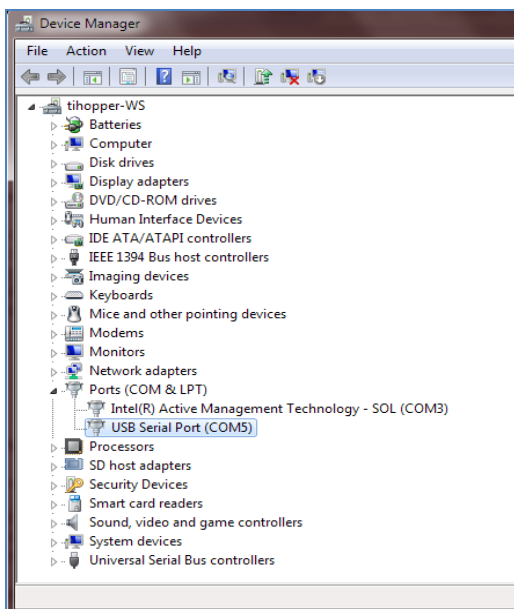 Device Manager
File Action View Help
tihopper-WS
Batteries
Computer
Disk drives
Display adapters
DVD/CD-ROM drives
Human Interface Devices
IDE ATA/ATAPI controllers
IEEE 1394 Bus host controllers
Imaging devices
Keyboards
Mice and other pointing devices
Modems
Monitors
Network adapters
Ports (COM & LPT)
Intel(R) Active Management Technology - SOL (COM3)
USB Serial Port (COM5)
Processors
SD host adapters
Security Devices
Smart card readers
Sound, video and game controllers
System devices
Universal Serial Bus controllers